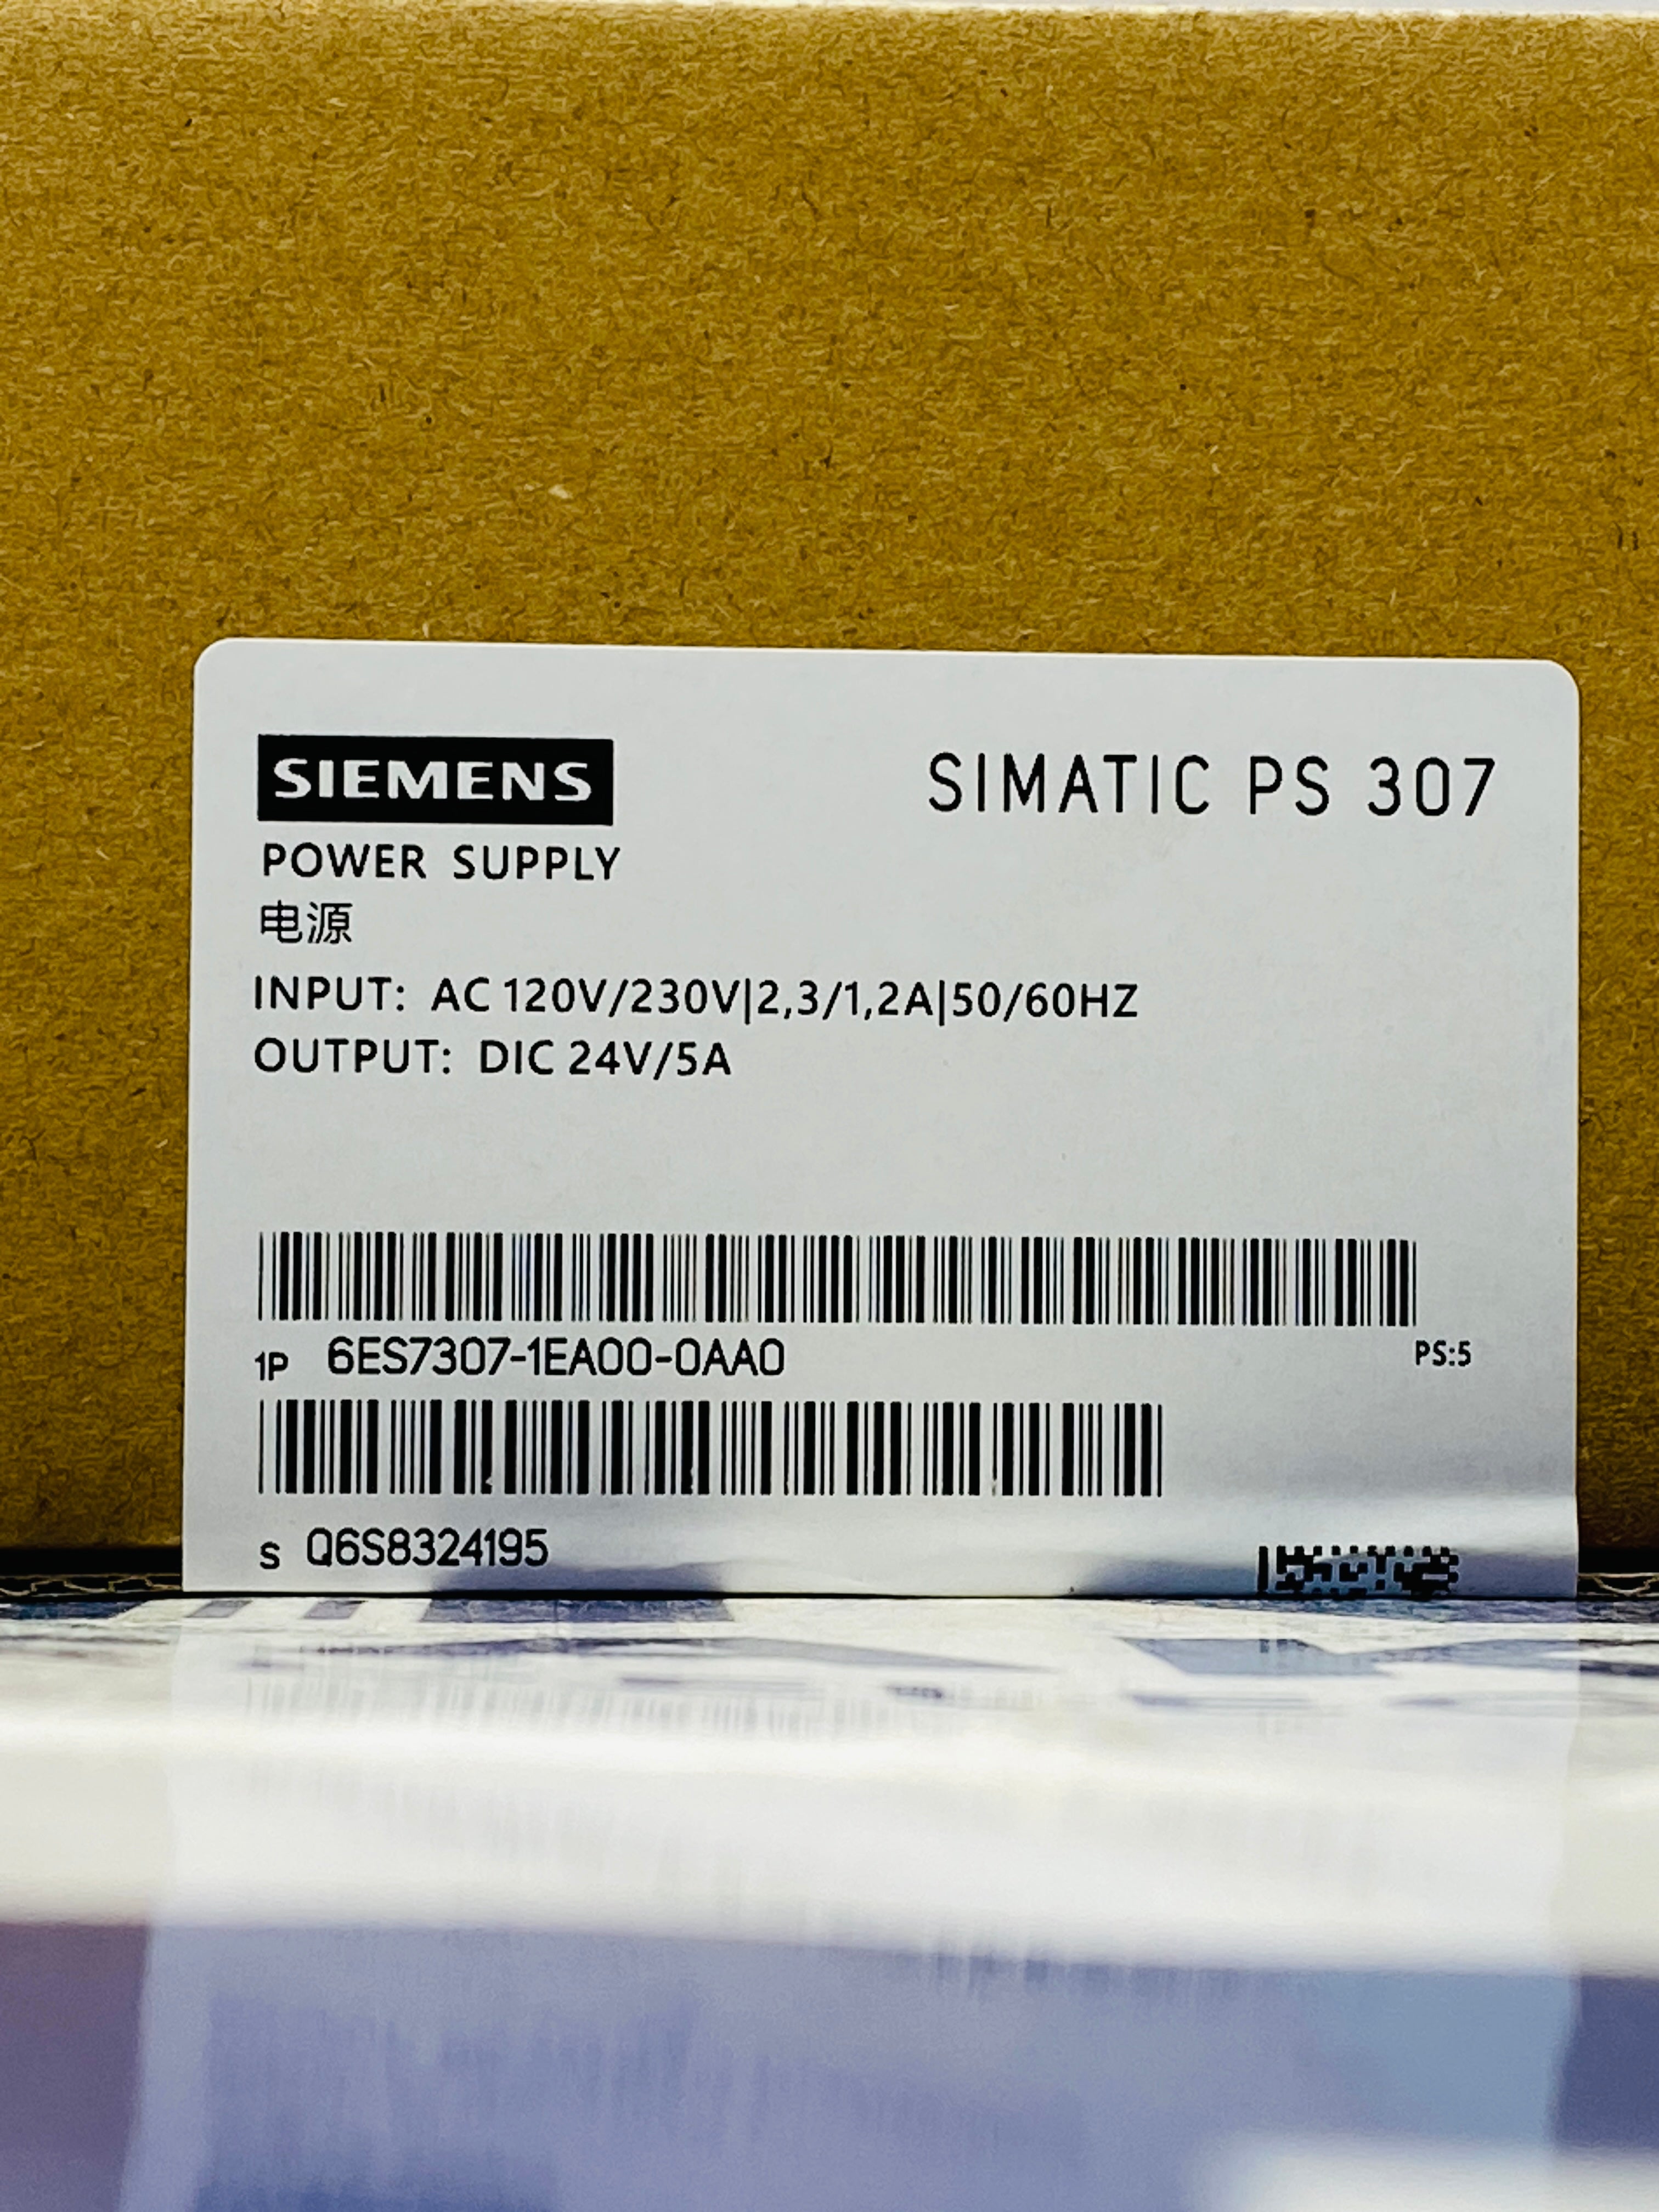 SIEMENS
SIMATIC PS 307
POWER SUPPLY
电源
INPUT: AC 120V/230V|2,3/1,2A|50/60HZ
OUTPUT: DIC 24V/5A
1P 6ES7307-1EA00-0AA0
PS:5
S Q6S8324195